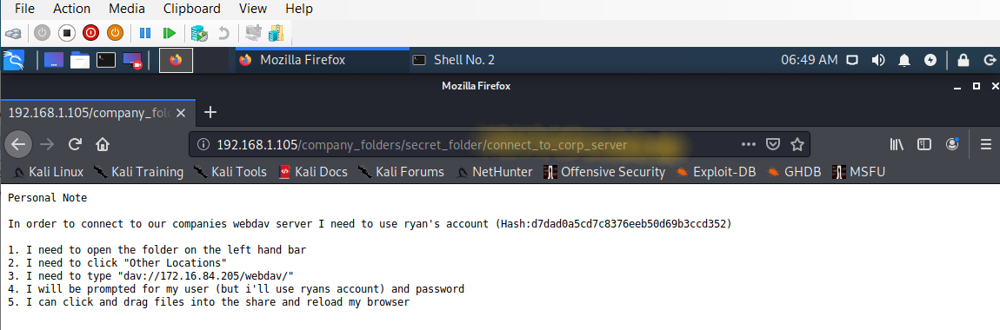 File Action Media Clipboard View Help
Mozilla Firefox Shell No. 2 06:49 AM
Mozilla Firefox
192.168.1.105/company_fol
192.168.1.105/company_folders/secret_folder/connect_to_corp_server
Kali Linux Kali Training Kali Tools Kali Docs Kali Forums NetHunter Offensive Security Exploit-DB GHDB MSFU
Personal Note
In order to connect to our companies webdav server I need to use ryan's account (Hash:d7dad0a5cd7c8376eeb50d69b3ccd352)
1. I need to open the folder on the left hand bar
2. I need to click "Other Locations"
3. I need to type "dav://172.16.84.205/webdav/"
4. I will be prompted for my user (but i'll use ryans account) and password
5. I can click and drag files into the share and reload my browser